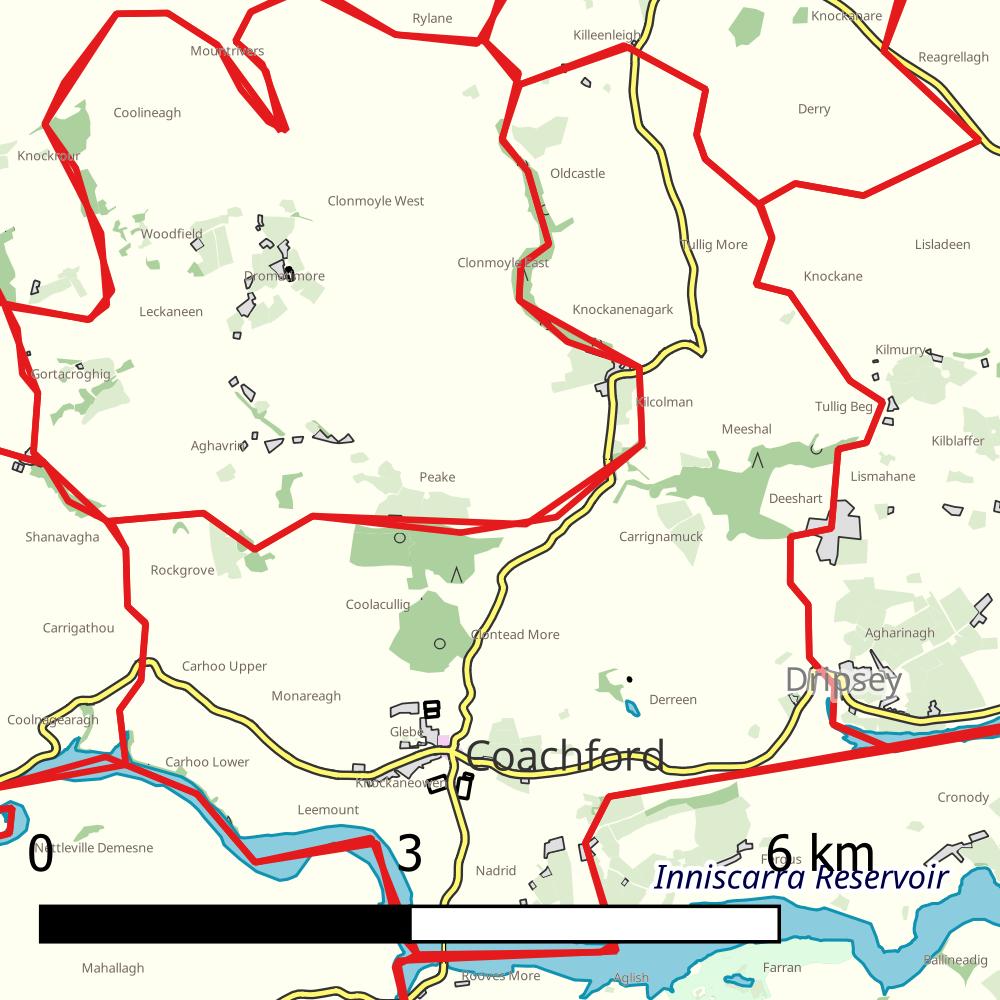 Rylane
Knockanare
Killeenleigh
Mountrivers
Reagrellagh
Coolineagh
Derry
Knockrour
Oldcastle
Clonmoyle West
Woodfield
Tullig More
Lisladeen
Clonmoyle East
Dromatimore
Knockane
Leckaneen
Knockanenagark
Kilmurry
Gortacroghig
Kilcolman
Tullig Beg
Meeshal
Aghavrin
Kilblaffer
Peake
Lismahane
Deeshart
Shanavagha
Carrignamuck
Rockgrove
Coolacullig
Carrigathou
Clontead More
Agharinagh
Carhoo Upper
Dripsey
Monareagh
Derreen
Coolnagearagh
Glebe
Coachford
Carhoo Lower
Knockaneowen
Cronody
Leemount
Nettleville Demesne
0 3 6 km
Fergus
Nadrid
Inniscarra Reservoir
Mahallagh
Rooves More
Aglish
Farran
Ballineadig